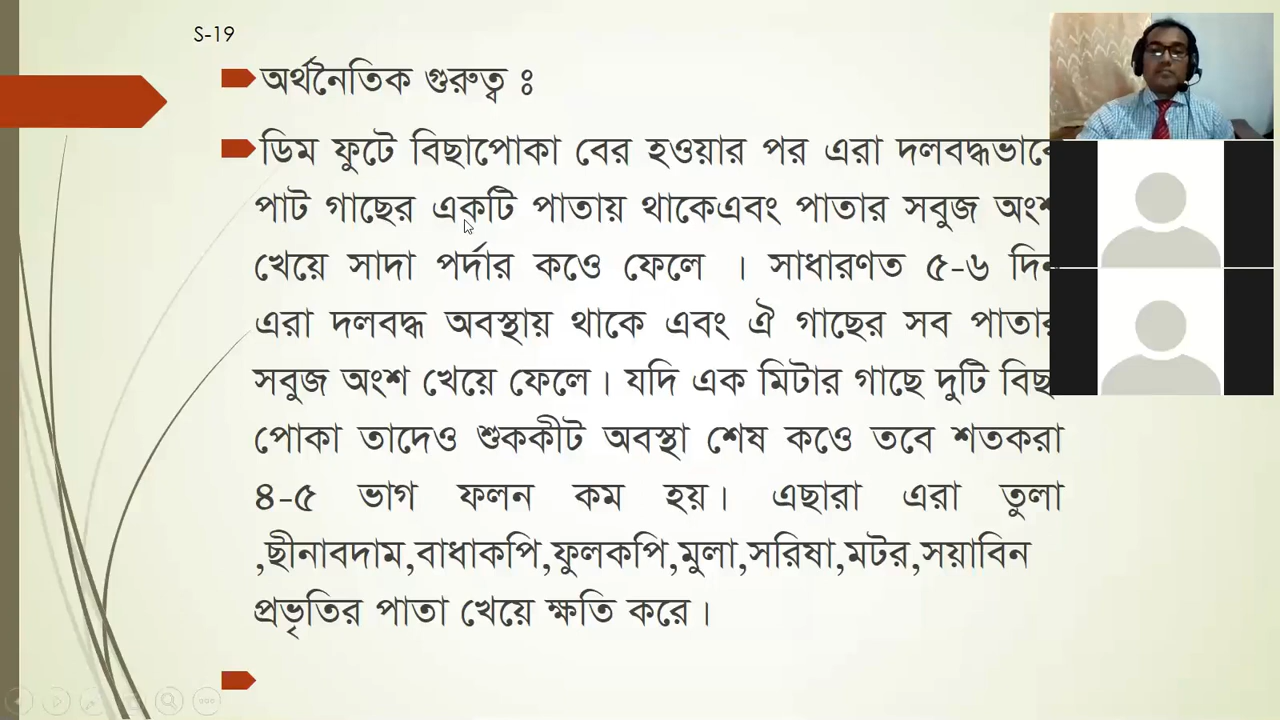 S-19
অর্থনৈতিক গুরুত্ব ঃ
ডিম ফুটে বিছাপোকা বের হওয়ার পর এরা দলবদ্ধভাবে
পাট গাছের একটি পাতায় থাকেএবং পাতার সবুজ অংশ
খেয়ে সাদা পর্দার কওে ফেলে । সাধারণত ৫-৬ দিন
এরা দলবদ্ধ অবস্থায় থাকে এবং ঐ গাছের সব পাতার
সবুজ অংশ খেয়ে ফেলে। যদি এক মিটার গাছে দুটি বিছা
পোকা তাদেও শুককীট অবস্থা শেষ কওে তবে শতকরা
৪-৫ ভাগ ফলন কম হয়। এছারা এরা তুলা
,ছীনাবদাম,বাধাকপি,ফুলকপি,মুলা,সরিষা,মটর,সয়াবিন
প্রভৃতির পাতা খেয়ে ক্ষতি করে।